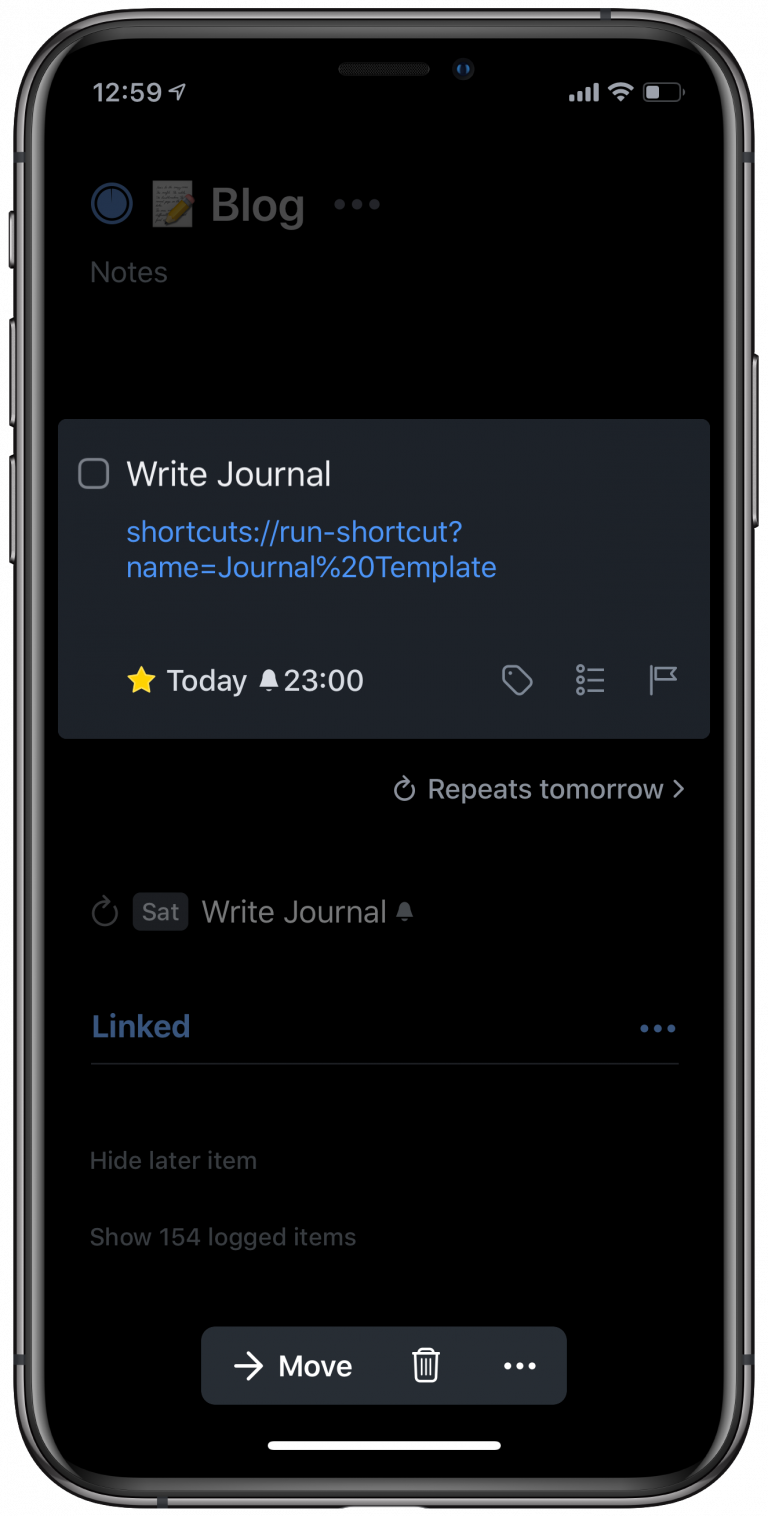 12:59
Blog
Notes
Write Journal
shortcuts://run-shortcut?
name=Journal%20Template
Today 23:00
Repeats tomorrow
Sat Write Journal
Linked
Hide later item
Show 154 logged items
Move